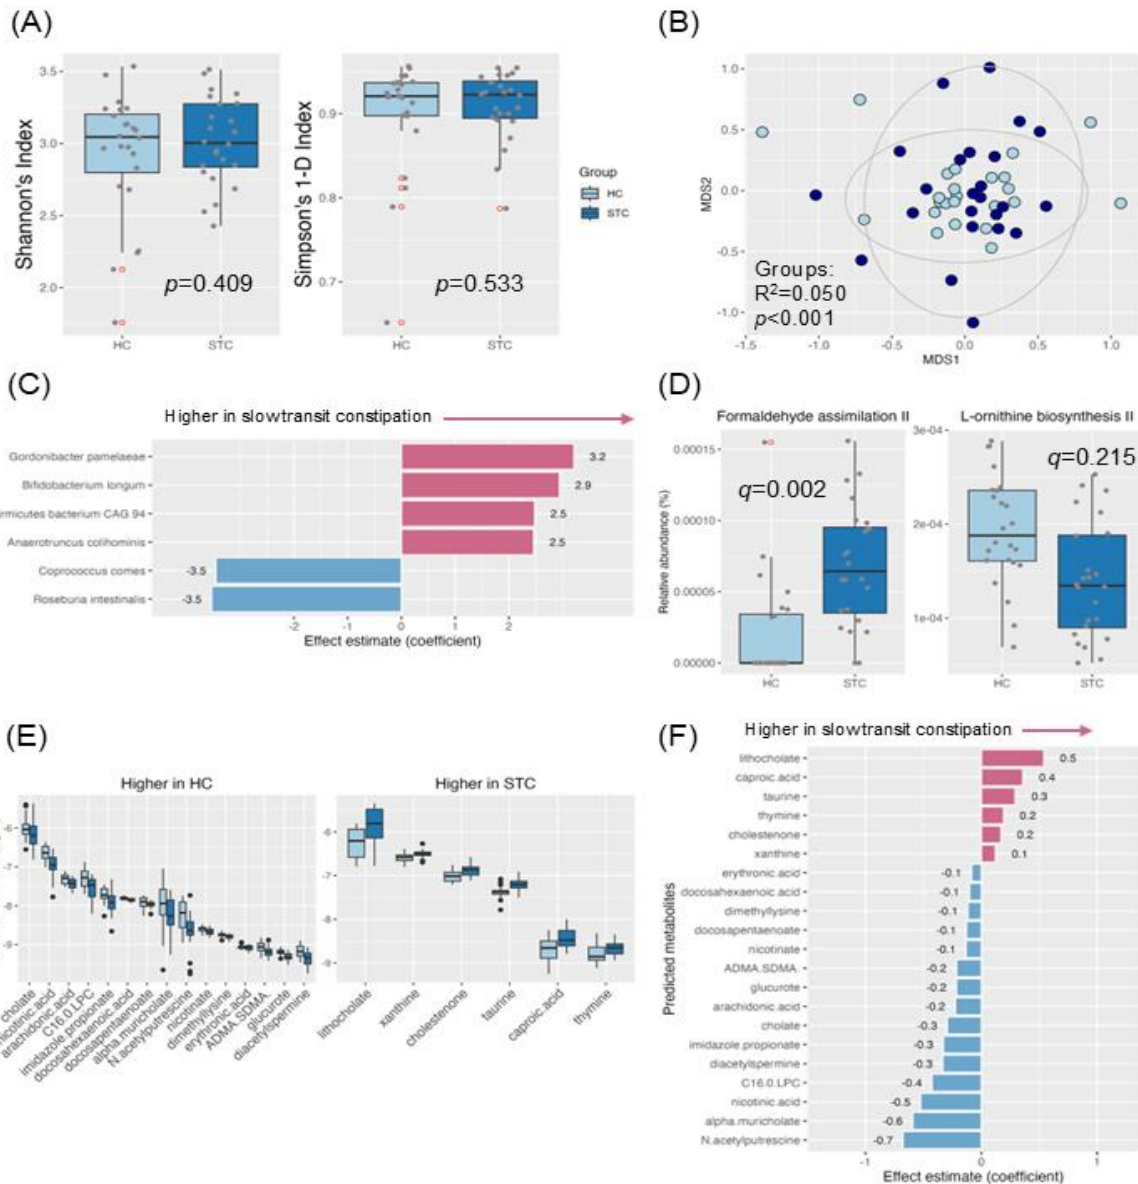 (A)
Shannon's Index
3.5
3.0
2.5
2.0
p=0.409
HC
STC
Simpson's 1-D Index
0.9
0.8
0.7
p=0.533
HC
STC
Group
HC
STC
(B)
MDS2
1.0
0.5
0.0
-0.5
-1.0
Groups:
R²=0.050
p<0.001
-1.5
-1.0
-0.5
0.0
0.5
1.0
MDS1
(C)
Higher in slowtransit constipation
Gordonibacter pamelaeae
3.2
Bifidobacterium longum
2.9
rmicutes bacterium CAG 94
2.5
Anaerotruncus colihominis
2.5
Coprococcus comes
-3.5
Roseburia intestinalis
-3.5
-2
-1
0
1
2
Effect estimate (coefficient)
(D)
Formaldehyde assimilation II
Relative abundance (%)
0.00015
0.00010
0.00005
0.00000
q=0.002
HC
STC
L-ornithine biosynthesis II
3e-04
2e-04
1e-04
q=0.215
HC
STC
(E)
Higher in HC
-6
-7
-8
-9
cholate
nicotinic.acid
arachidonic.acid
C16.0.LPC
imidazole.propionate
docosahexaenoic.acid
docosapentaenoate
alpha.muricholate
N.acetylputrescine
nicotinate
dimethyllysine
erythronic.acid
ADMA.SDMA.
glucurote
diacetylspermine
Higher in STC
-6
-7
-8
-9
lithocholate
xanthine
cholestenone
taurine
caproic.acid
thymine
(F)
Higher in slowtransit constipation
Predicted metabolites
lithocholate
0.5
caproic.acid
0.4
taurine
0.3
thymine
0.2
cholestenone
0.2
xanthine
0.1
erythronic.acid
-0.1
docosahexaenoic.acid
-0.1
dimethyllysine
-0.1
docosapentaenoate
-0.1
nicotinate
-0.1
ADMA.SDMA.
-0.2
glucurote
-0.2
arachidonic.acid
-0.2
cholate
-0.3
imidazole.propionate
-0.3
diacetylspermine
-0.3
C16.0.LPC
-0.4
nicotinic.acid
-0.5
alpha.muricholate
-0.6
N.acetylputrescine
-0.7
-1
0
1
Effect estimate (coefficient)